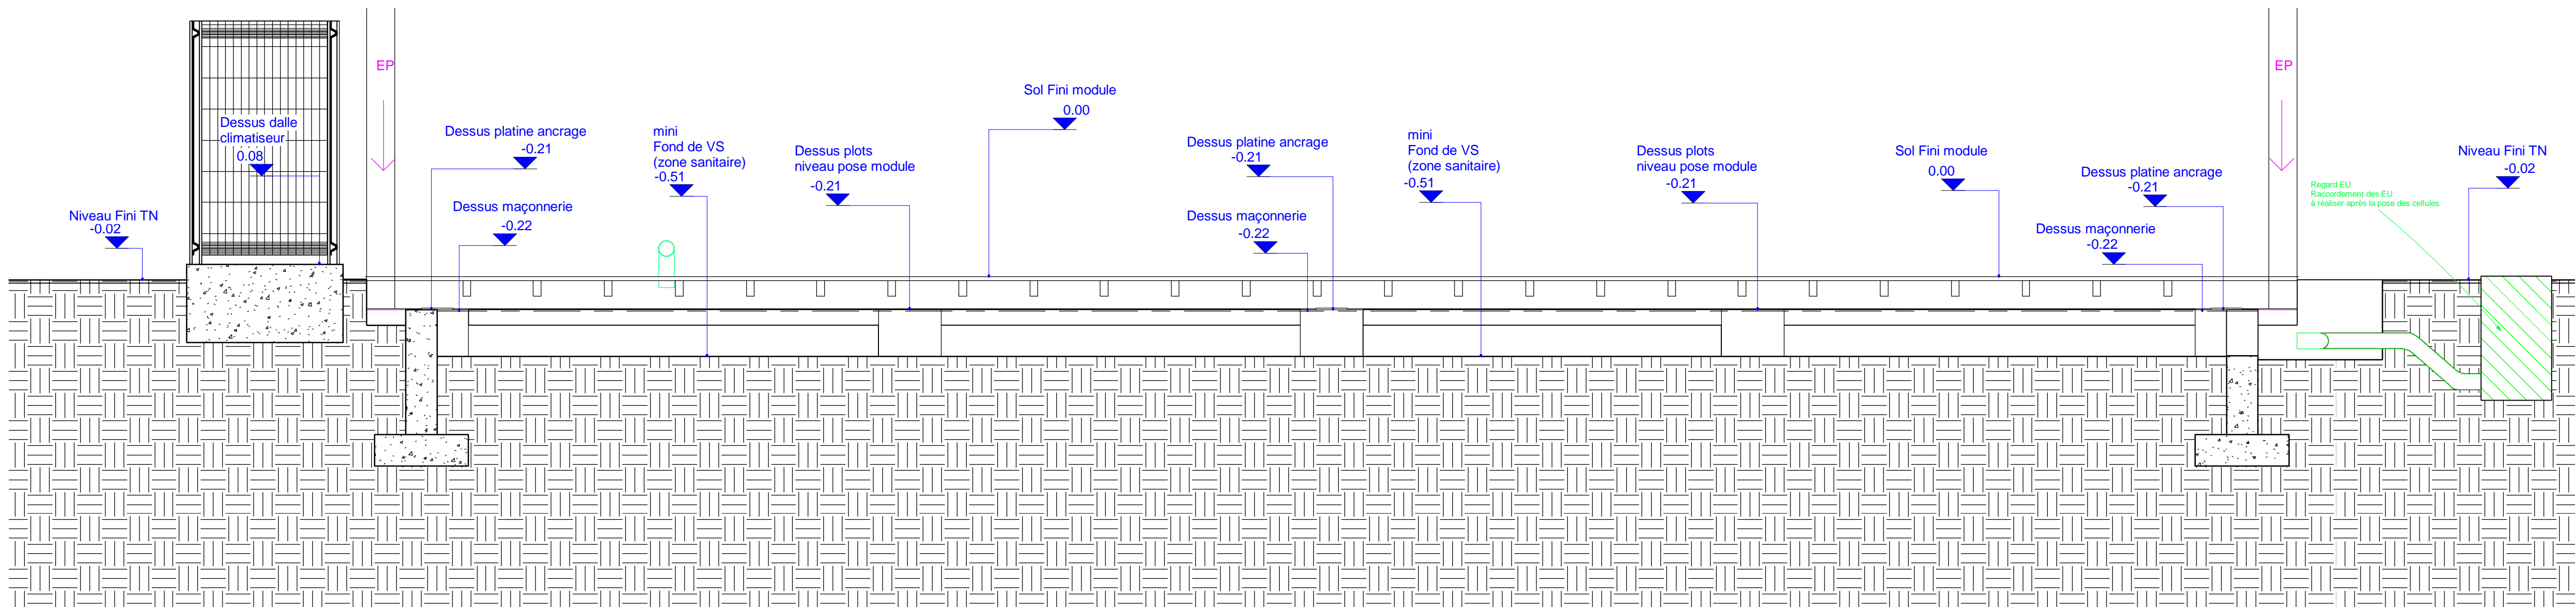 EP
EP
Sol Fini module
0.00
Dessus dalle
climatiseur
0.08
Dessus platine ancrage
-0.21
mini
Fond de VS
(zone sanitaire)
-0.51
Dessus plots
niveau pose module
-0.21
Dessus platine ancrage
-0.21
mini
Fond de VS
(zone sanitaire)
-0.51
Dessus plots
niveau pose module
-0.21
Sol Fini module
0.00
Dessus platine ancrage
-0.21
Niveau Fini TN
-0.02
Regard EU
Raccordement des EU
à réaliser après la pose des cellules
Niveau Fini TN
-0.02
Dessus maçonnerie
-0.22
Dessus maçonnerie
-0.22
Dessus maçonnerie
-0.22